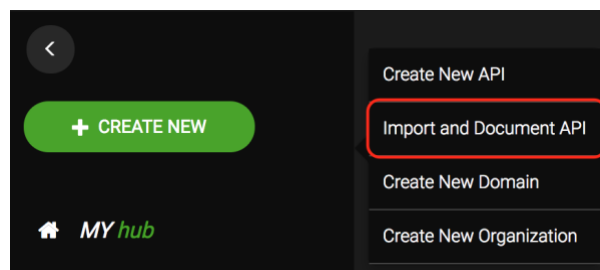 CREATE NEW
MY hub
Create New API
Import and Document API
Create New Domain
Create New Organization